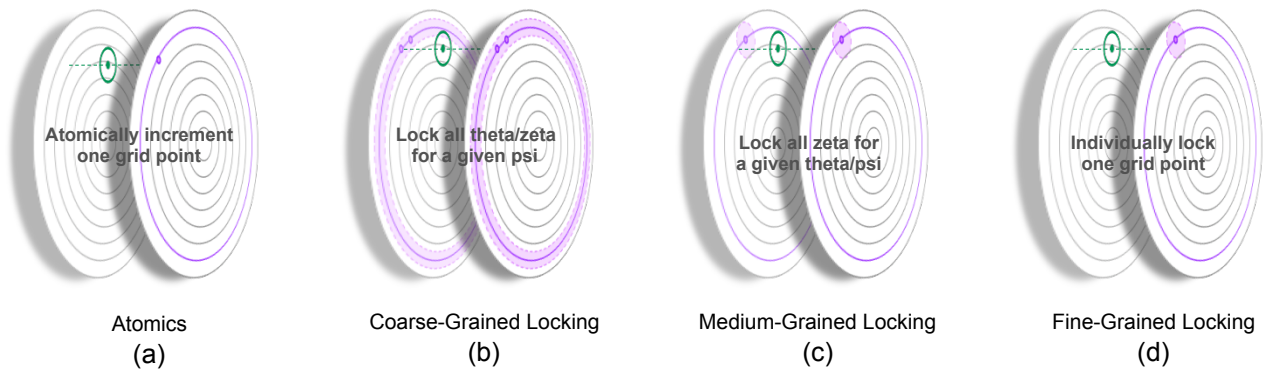 Atomically increment
one grid point
Lock all theta/zeta
for a given psi
Lock all zeta for
a given theta/psi
Individually lock
one grid point
Atomics
Coarse-Grained Locking
Medium-Grained Locking
Fine-Grained Locking
(a)
(b)
(c)
(d)